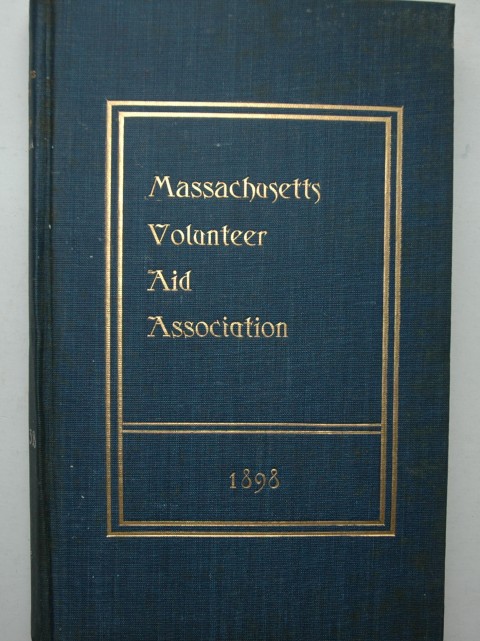 Massachusetts
Volunteer
Aid
Association
1898